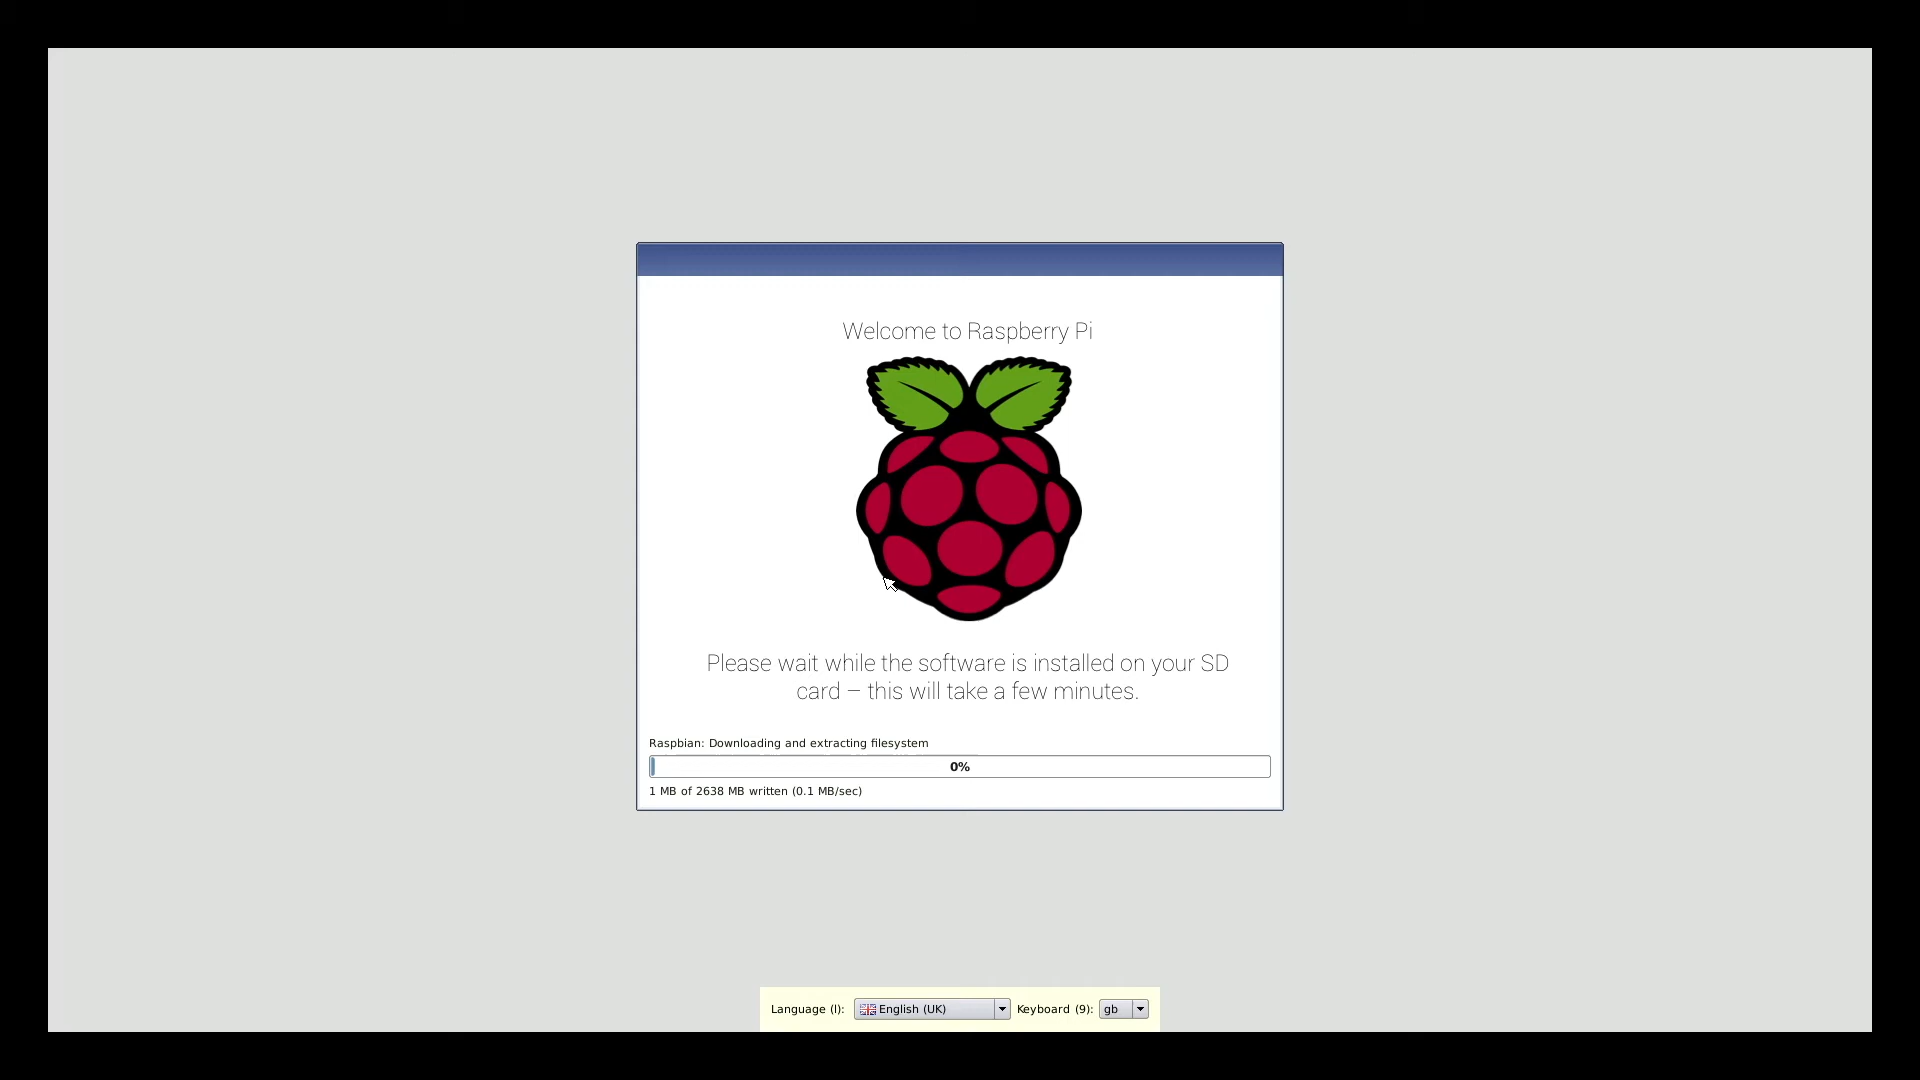 Welcome to Raspberry Pi
Please wait while the software is installed on your SD
card – this will take a few minutes.
Raspbian: Downloading and extracting filesystem
0%
1 MB of 2638 MB written (0.1 MB/sec)
Language (l): English (UK) Keyboard (9): gb